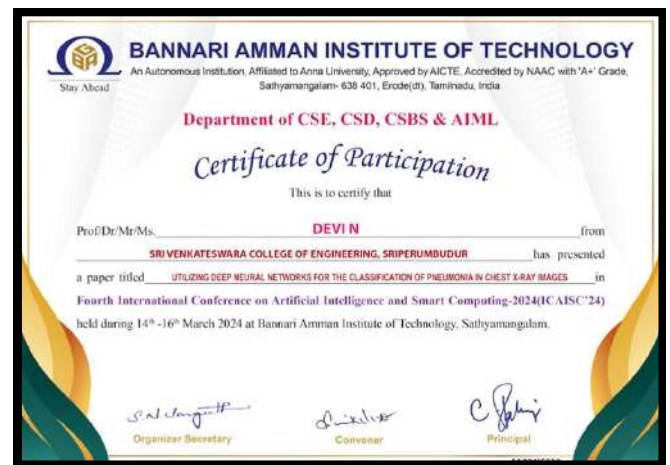 BANNARI AMMAN INSTITUTE OF TECHNOLOGY
An Autonomous Institution, Affiliated to Anna University, Approved by AICTE, Accredited by NAAC with 'A+' Grade,
Stay Ahead
Sathyamangalam- 638 401, Erode(dt), Tamilnadu, India
Department of CSE, CSD, CSBS & AIML
Certificate of Participation
This is to certify that
Prof/Dr/Mr/Ms. DEVI N from
SRI VENKATESWARA COLLEGE OF ENGINEERING, SRIPERUMBUDUR has presented
a paper titled UTILIZING DEEP NEURAL NETWORKS FOR THE CLASSIFICATION OF PNEUMONIA IN CHEST X-RAY IMAGES in
Fourth International Conference on Artificial Intelligence and Smart Computing-2024(ICAISC'24)
held during 14th -16th March 2024 at Bannari Amman Institute of Technology, Sathyamangalam.
Organizer Secretary Convenor Principal